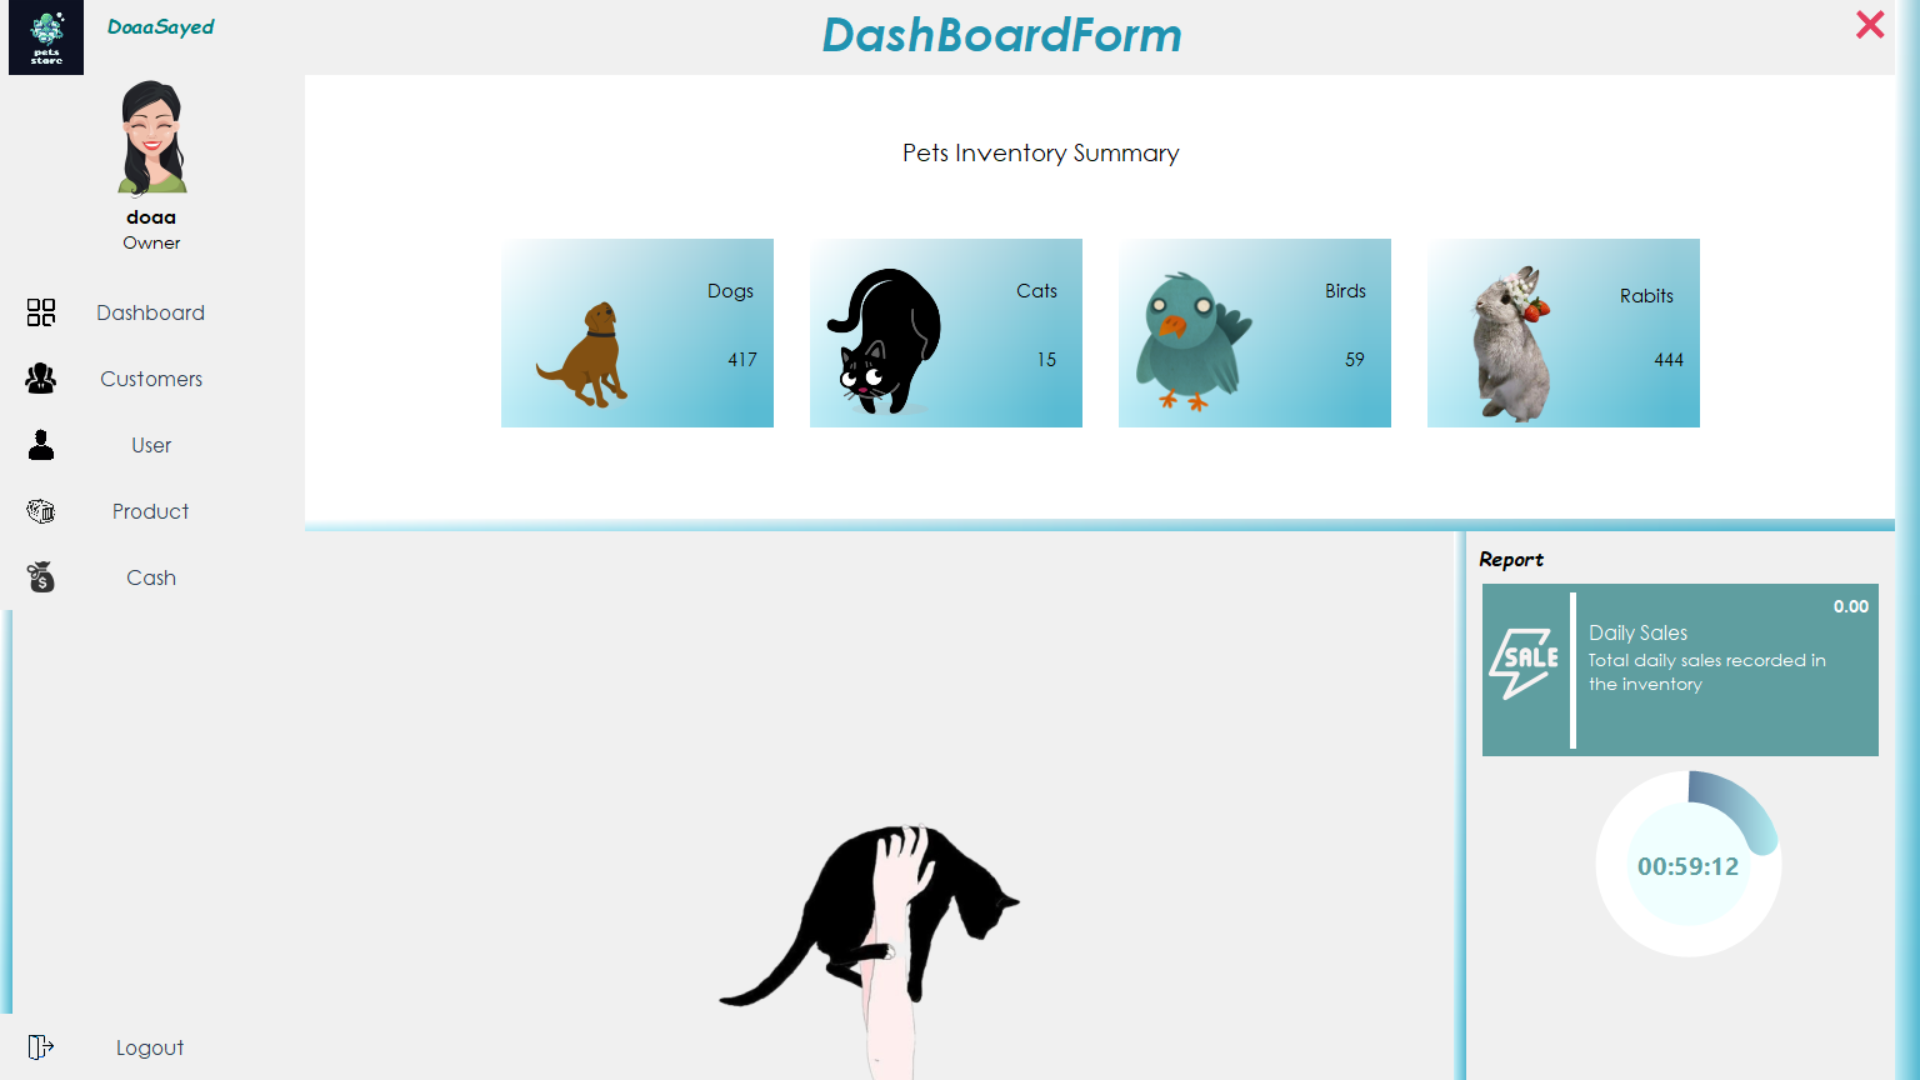 pets
store
DoaaSayed
DashBoardForm
doaa
Owner
Dashboard
Customers
User
Product
Cash
Logout
Pets Inventory Summary
Dogs
417
Cats
15
Birds
59
Rabits
444
Report
0.00
SALE
Daily Sales
Total daily sales recorded in
the inventory
00:59:12